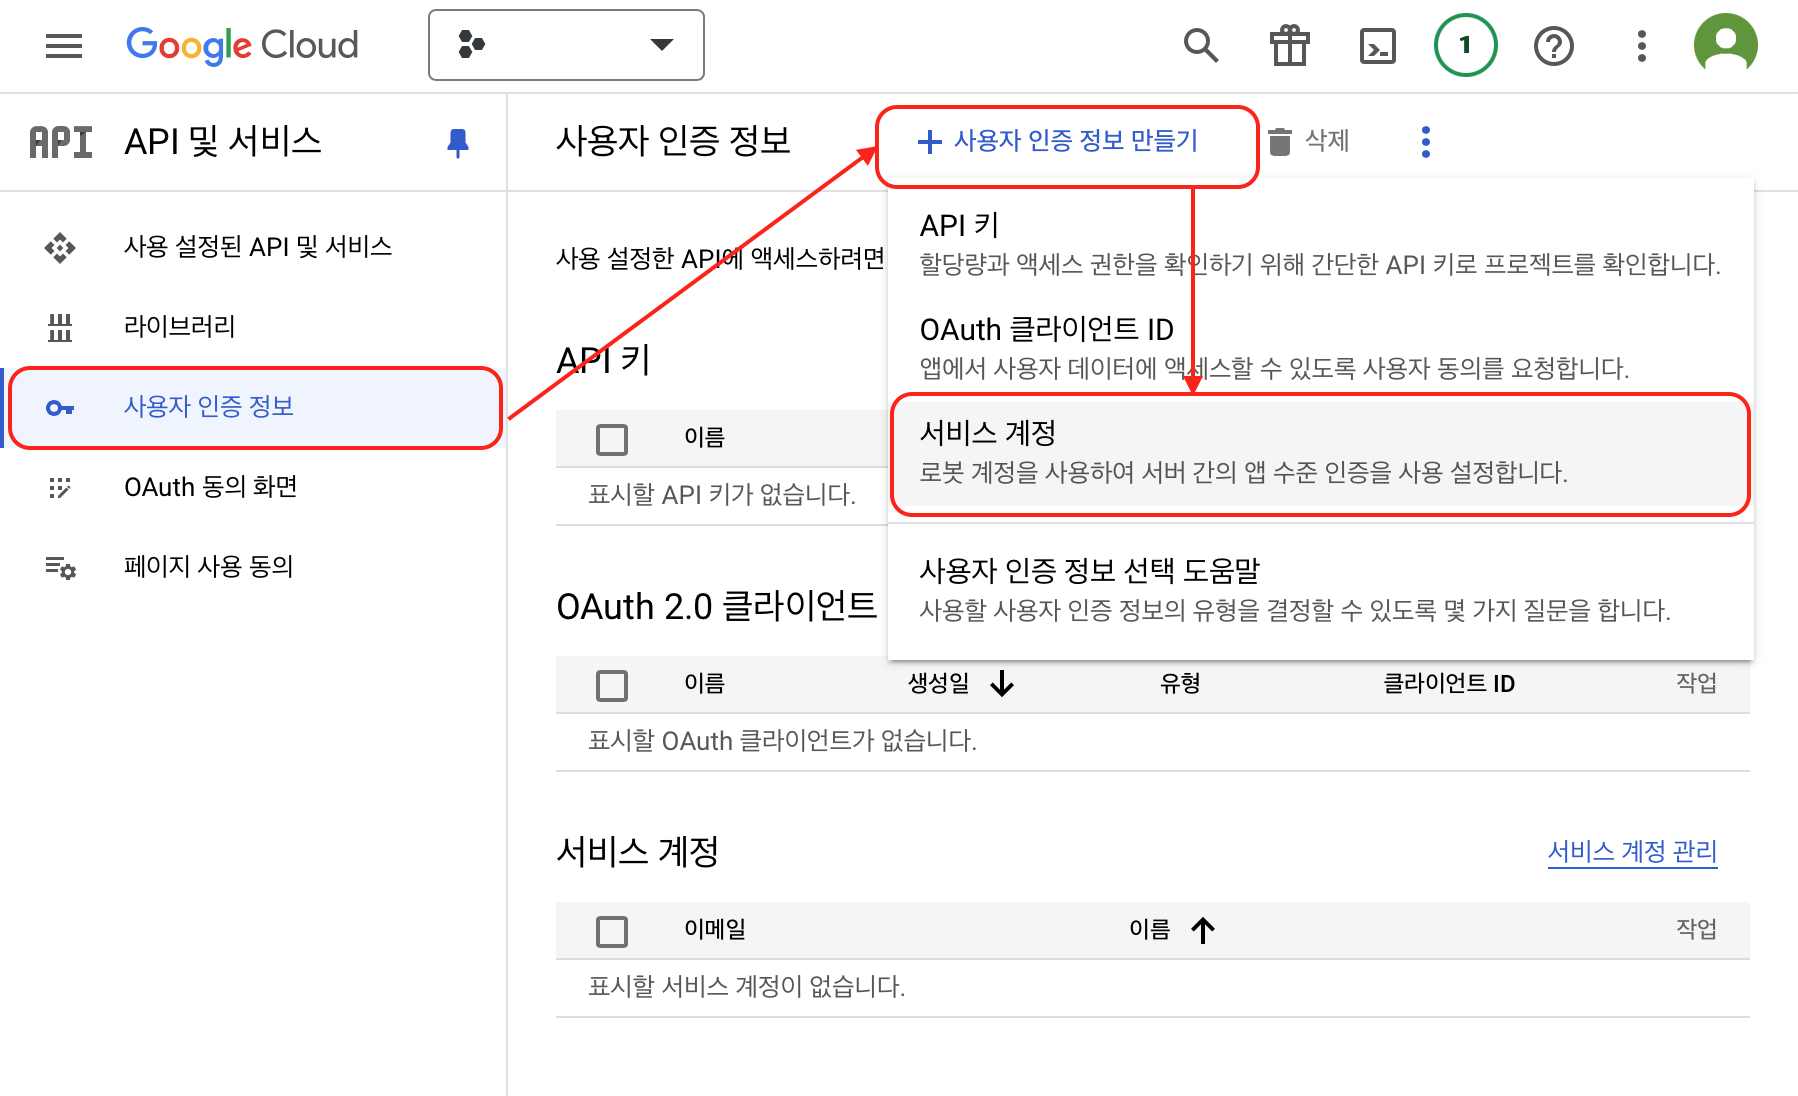 Google Cloud
1
API API 및 서비스
사용자 인증 정보
+ 사용자 인증 정보 만들기
삭제
사용 설정된 API 및 서비스
라이브러리
사용자 인증 정보
OAuth 동의 화면
페이지 사용 동의
사용 설정한 API에 액세스하려면
API 키
할당량과 액세스 권한을 확인하기 위해 간단한 API 키로 프로젝트를 확인합니다.
OAuth 클라이언트 ID
앱에서 사용자 데이터에 액세스할 수 있도록 사용자 동의를 요청합니다.
서비스 계정
로봇 계정을 사용하여 서버 간의 앱 수준 인증을 사용 설정합니다.
사용자 인증 정보 선택 도움말
사용할 사용자 인증 정보의 유형을 결정할 수 있도록 몇 가지 질문을 합니다.
API 키
이름
표시할 API 키가 없습니다.
OAuth 2.0 클라이언트
이름 생성일 유형 클라이언트 ID 작업
표시할 OAuth 클라이언트가 없습니다.
서비스 계정
서비스 계정 관리
이메일 이름 작업
표시할 서비스 계정이 없습니다.